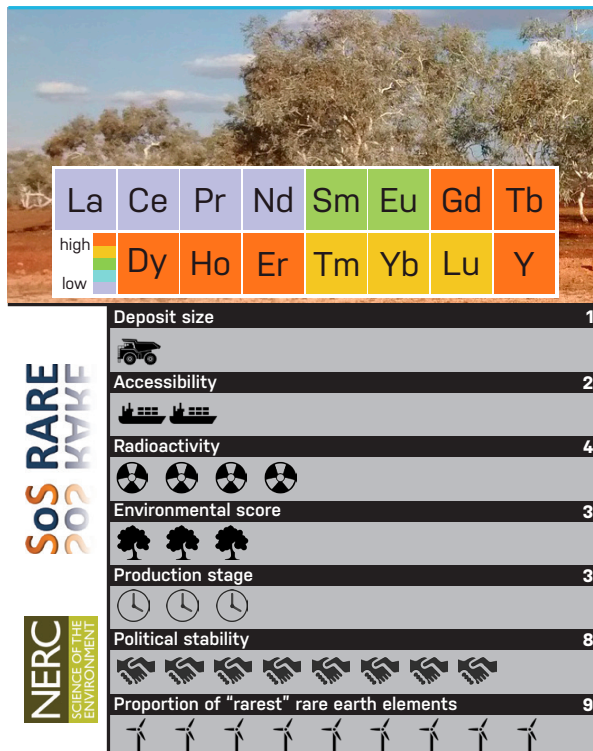 La Ce Pr Nd Sm Eu Gd Tb
high
low
Dy Ho Er Tm Yb Lu Y
Deposit size 1
Accessibility 2
Radioactivity 4
Environmental score 3
Production stage 3
Political stability 8
Proportion of “rarest” rare earth elements 9
SoS RARE
SoS RARE
NERC
SCIENCE OF THE
ENVIRONMENT